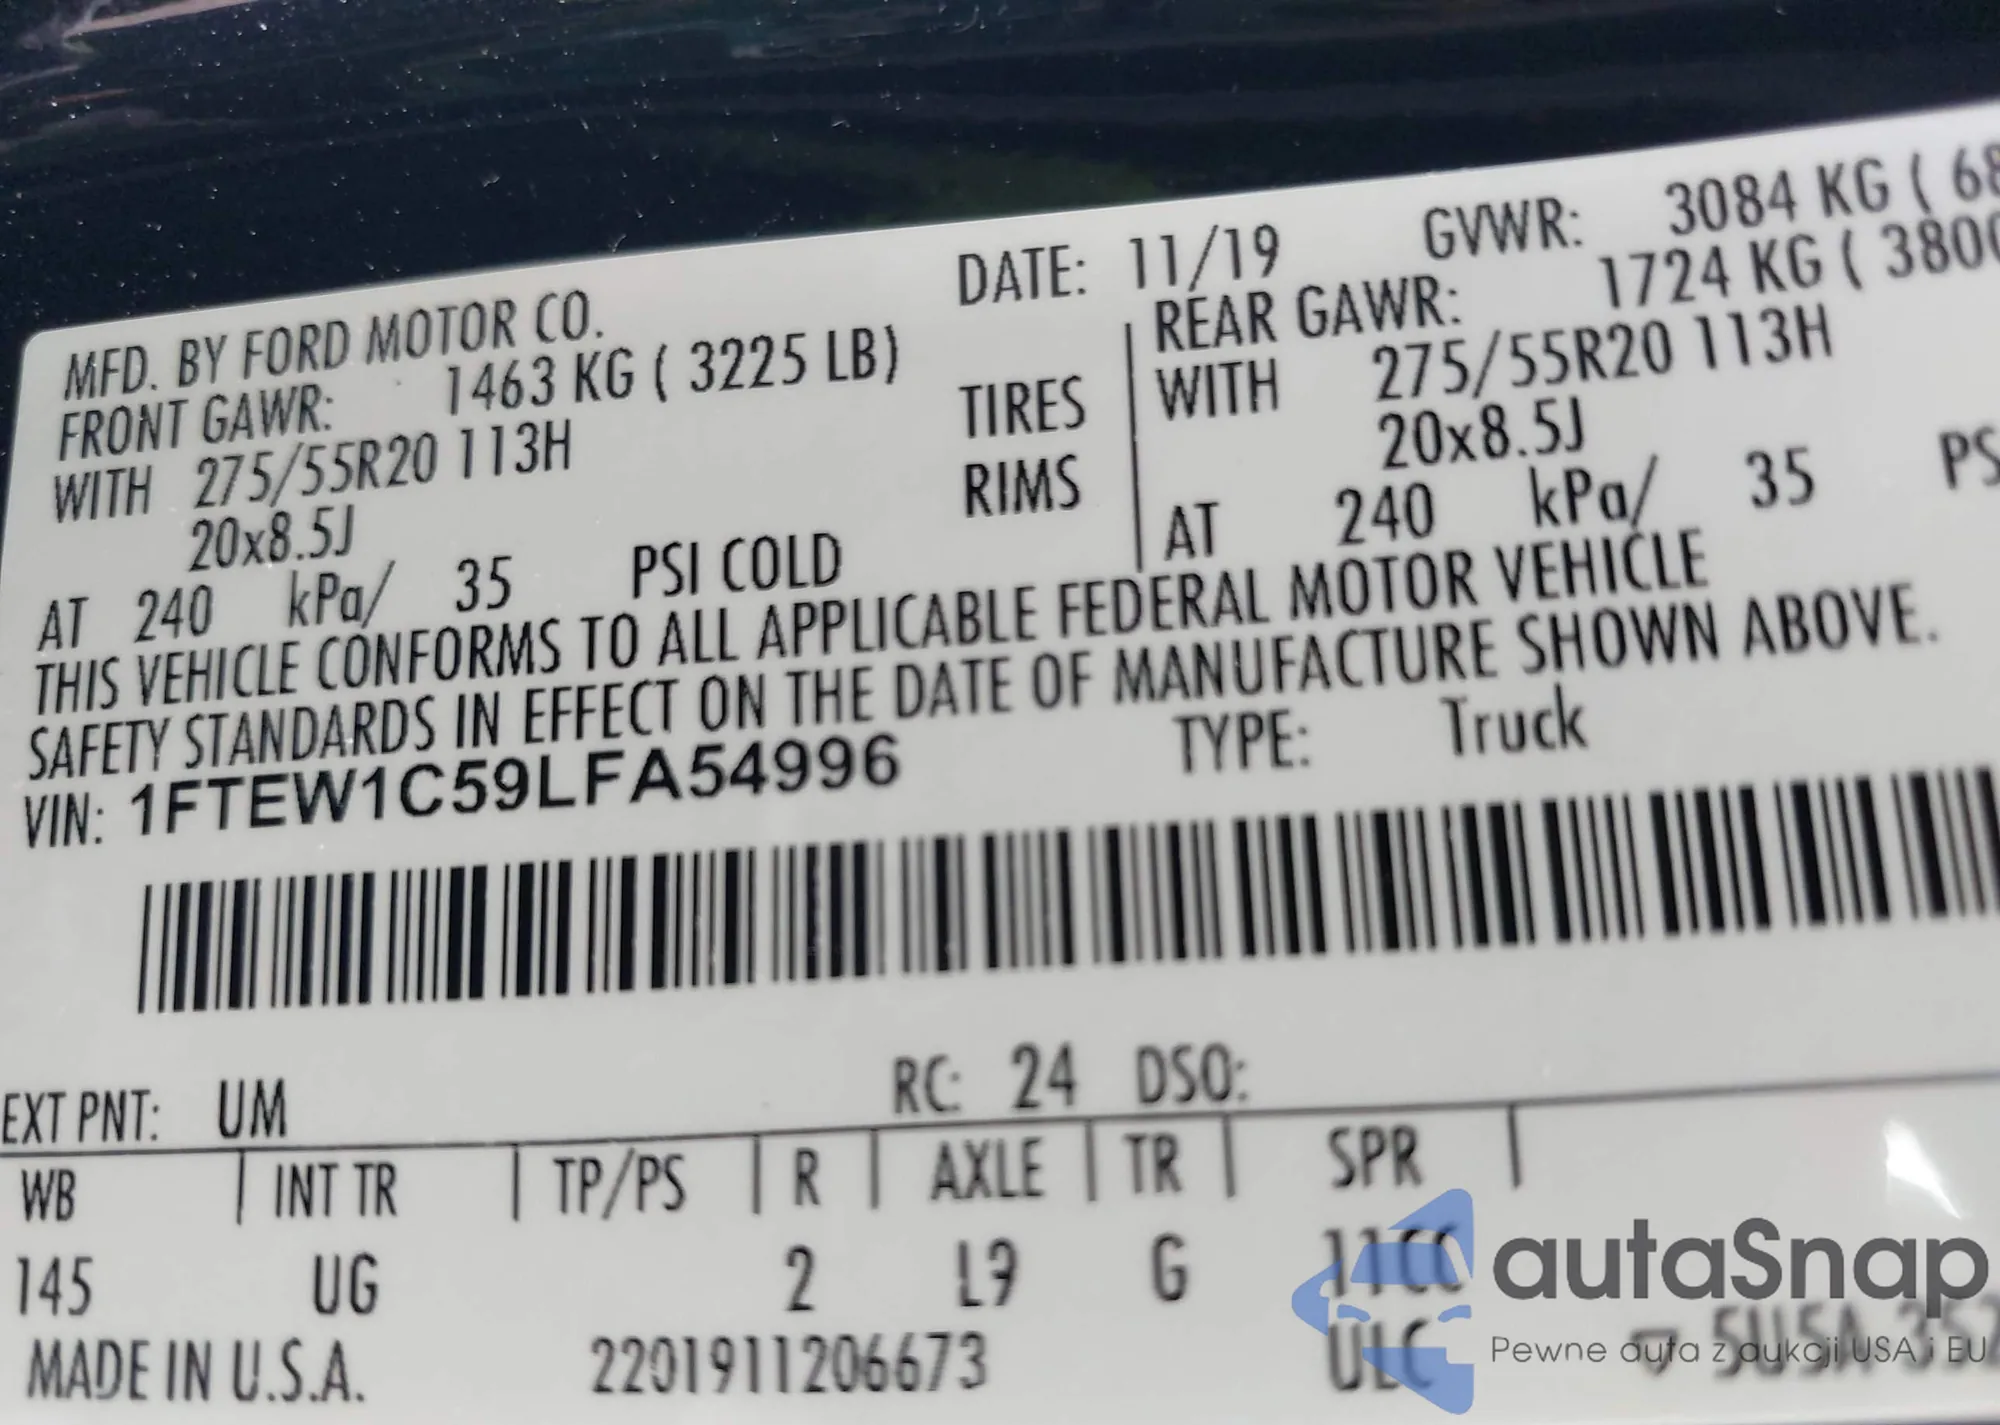 MFD. BY FORD MOTOR CO. DATE: 11/19 GVWR: 3084 KG ( 68
FRONT GAWR: 1463 KG ( 3225 LB) REAR GAWR: 1724 KG ( 3800
WITH 275/55R20 113H TIRES WITH 275/55R20 113H
20x8.5J RIMS 20x8.5J
AT 240 kPa/ 35 PSI COLD AT 240 kPa/ 35 PS
THIS VEHICLE CONFORMS TO ALL APPLICABLE FEDERAL MOTOR VEHICLE
SAFETY STANDARDS IN EFFECT ON THE DATE OF MANUFACTURE SHOWN ABOVE.
VIN: 1FTEW1C59LFA54996 TYPE: Truck
EXT PNT: UM RC: 24 DSO:
WB INT TR TP/PS R AXLE TR SPR
145 UG 2 L9 G 11CC
MADE IN U.S.A. 2201911206673 ULC
autaSnap
Pewne auta z aukcji USA i EU